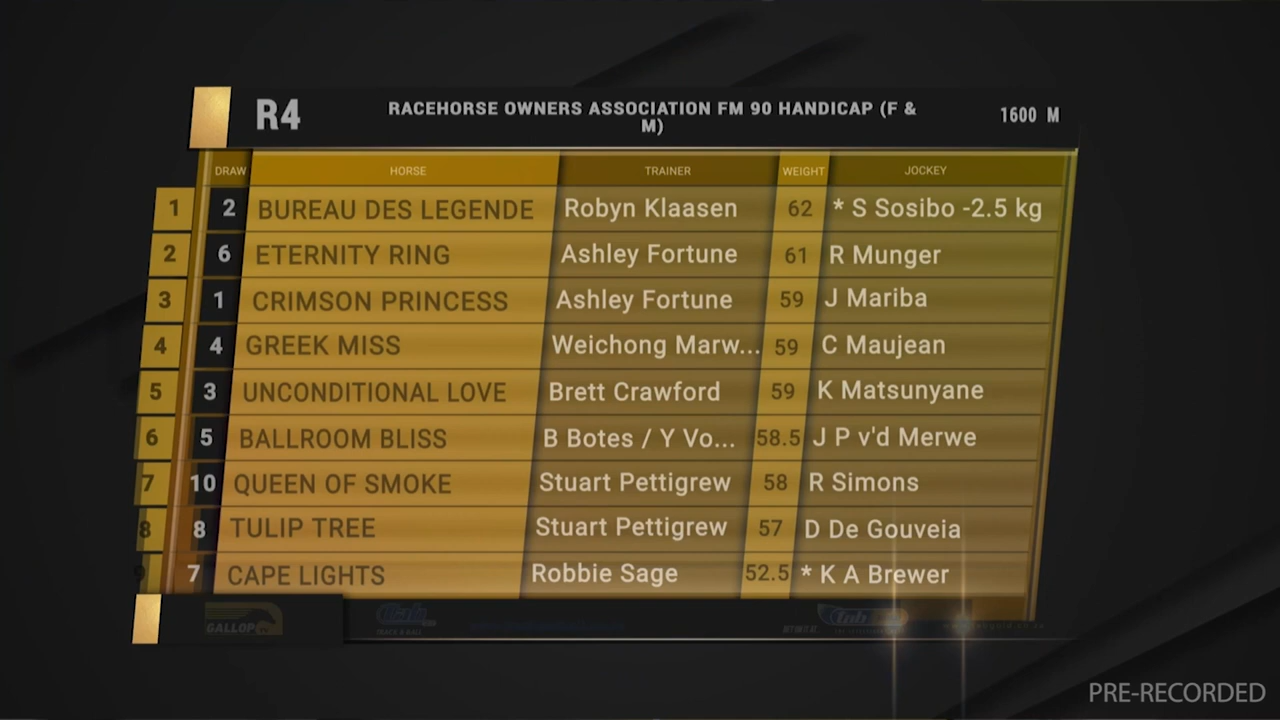 R4
RACEHORSE OWNERS ASSOCIATION FM 90 HANDICAP (F &
M)
1600 M
DRAW HORSE TRAINER WEIGHT JOCKEY
1 2 BUREAU DES LEGENDE Robyn Klaasen 62 * S Sosibo -2.5 kg
2 6 ETERNITY RING Ashley Fortune 61 R Munger
3 1 CRIMSON PRINCESS Ashley Fortune 59 J Mariba
4 4 GREEK MISS Weichong Marw... 59 C Maujean
5 3 UNCONDITIONAL LOVE Brett Crawford 59 K Matsunyane
6 5 BALLROOM BLISS B Botes / Y Vo... 58.5 J P v'd Merwe
7 10 QUEEN OF SMOKE Stuart Pettigrew 58 R Simons
8 8 TULIP TREE Stuart Pettigrew 57 D De Gouveia
9 7 CAPE LIGHTS Robbie Sage 52.5 * K A Brewer
GALLOP
PRE-RECORDED